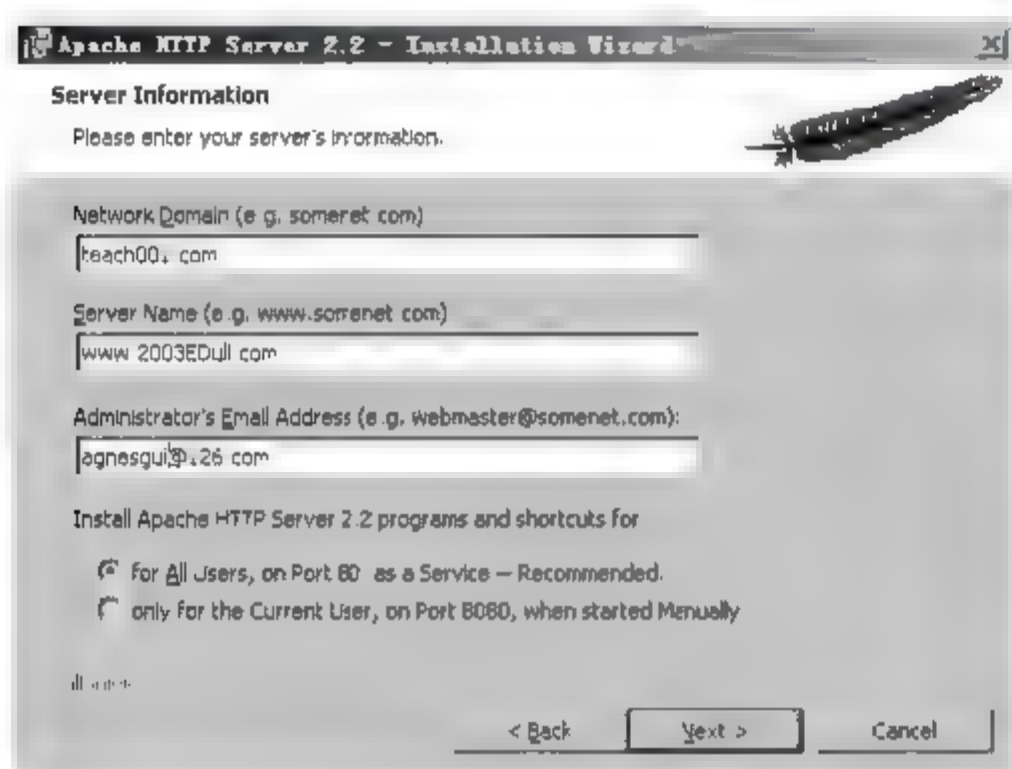 Apache HTTP Server 2.2 - Installation Wizard
Server Information
Please enter your server's information.
Network Domain (e.g. somenet.com)
teach001.com
Server Name (e.g. www.somenet.com)
www.2003 .com
Administrator's Email Address (e.g. webmaster@somenet.com):
agnesgui@126.com
Install Apache HTTP Server 2.2 programs and shortcuts for
for All Users, on Port 80, as a Service -- Recommended.
only for the Current User, on Port 8080, when started Manually
< Back
Next >
Cancel